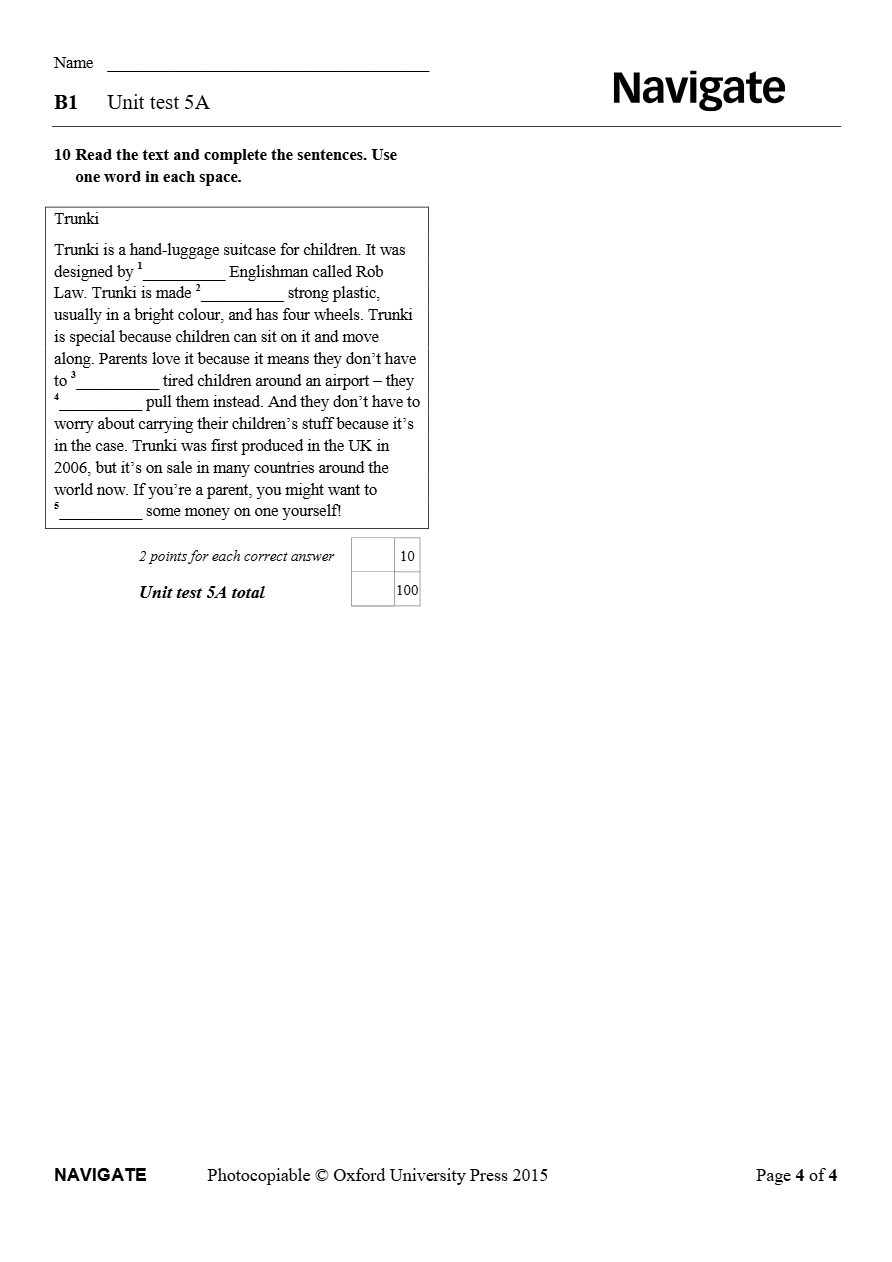 Name ______________________________________
Navigate
B1 Unit test 5A
10 Read the text and complete the sentences. Use
one word in each space.
Trunki
Trunki is a hand-luggage suitcase for children. It was
designed by ¹__________ Englishman called Rob
Law. Trunki is made ²__________ strong plastic,
usually in a bright colour, and has four wheels. Trunki
is special because children can sit on it and move
along. Parents love it because it means they don’t have
to ³__________ tired children around an airport – they
⁴__________ pull them instead. And they don’t have to
worry about carrying their children’s stuff because it’s
in the case. Trunki was first produced in the UK in
2006, but it’s on sale in many countries around the
world now. If you’re a parent, you might want to
⁵__________ some money on one yourself!
2 points for each correct answer 10
Unit test 5A total 100
NAVIGATE Photocopiable © Oxford University Press 2015 Page 4 of 4